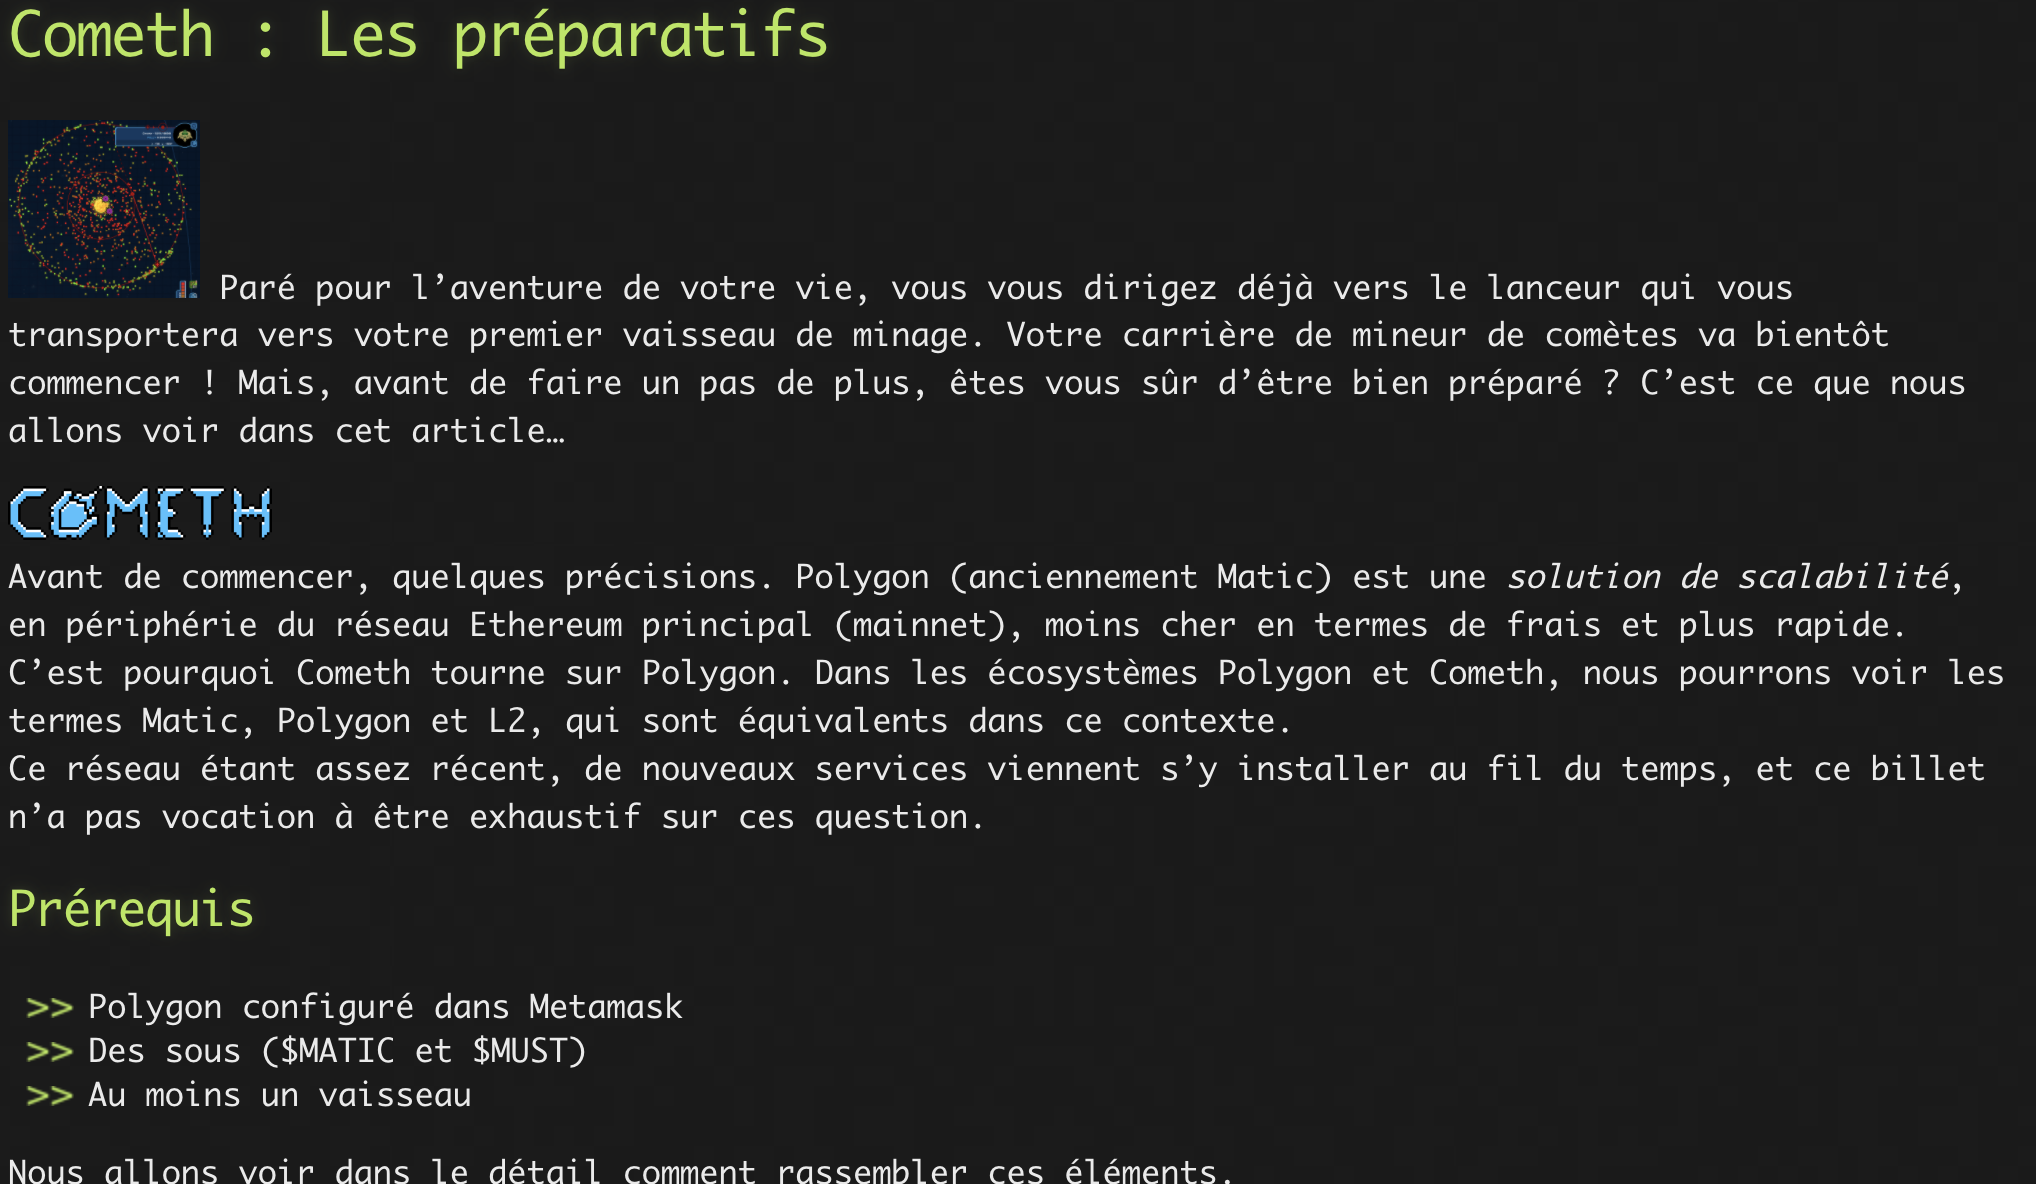 Cometh : Les préparatifs
Paré pour l’aventure de votre vie, vous vous dirigez déjà vers le lanceur qui vous
transportera vers votre premier vaisseau de minage. Votre carrière de mineur de comètes va bientôt
commencer ! Mais, avant de faire un pas de plus, êtes vous sûr d’être bien préparé ? C’est ce que nous
allons voir dans cet article…
COMETH
Avant de commencer, quelques précisions. Polygon (anciennement Matic) est une solution de scalabilité,
en périphérie du réseau Ethereum principal (mainnet), moins cher en termes de frais et plus rapide.
C’est pourquoi Cometh tourne sur Polygon. Dans les écosystèmes Polygon et Cometh, nous pourrons voir les
termes Matic, Polygon et L2, qui sont équivalents dans ce contexte.
Ce réseau étant assez récent, de nouveaux services viennent s’y installer au fil du temps, et ce billet
n’a pas vocation à être exhaustif sur ces question.
Prérequis
>> Polygon configuré dans Metamask
>> Des sous ($MATIC et $MUST)
>> Au moins un vaisseau
Nous allons voir dans le détail comment rassembler ces éléments.